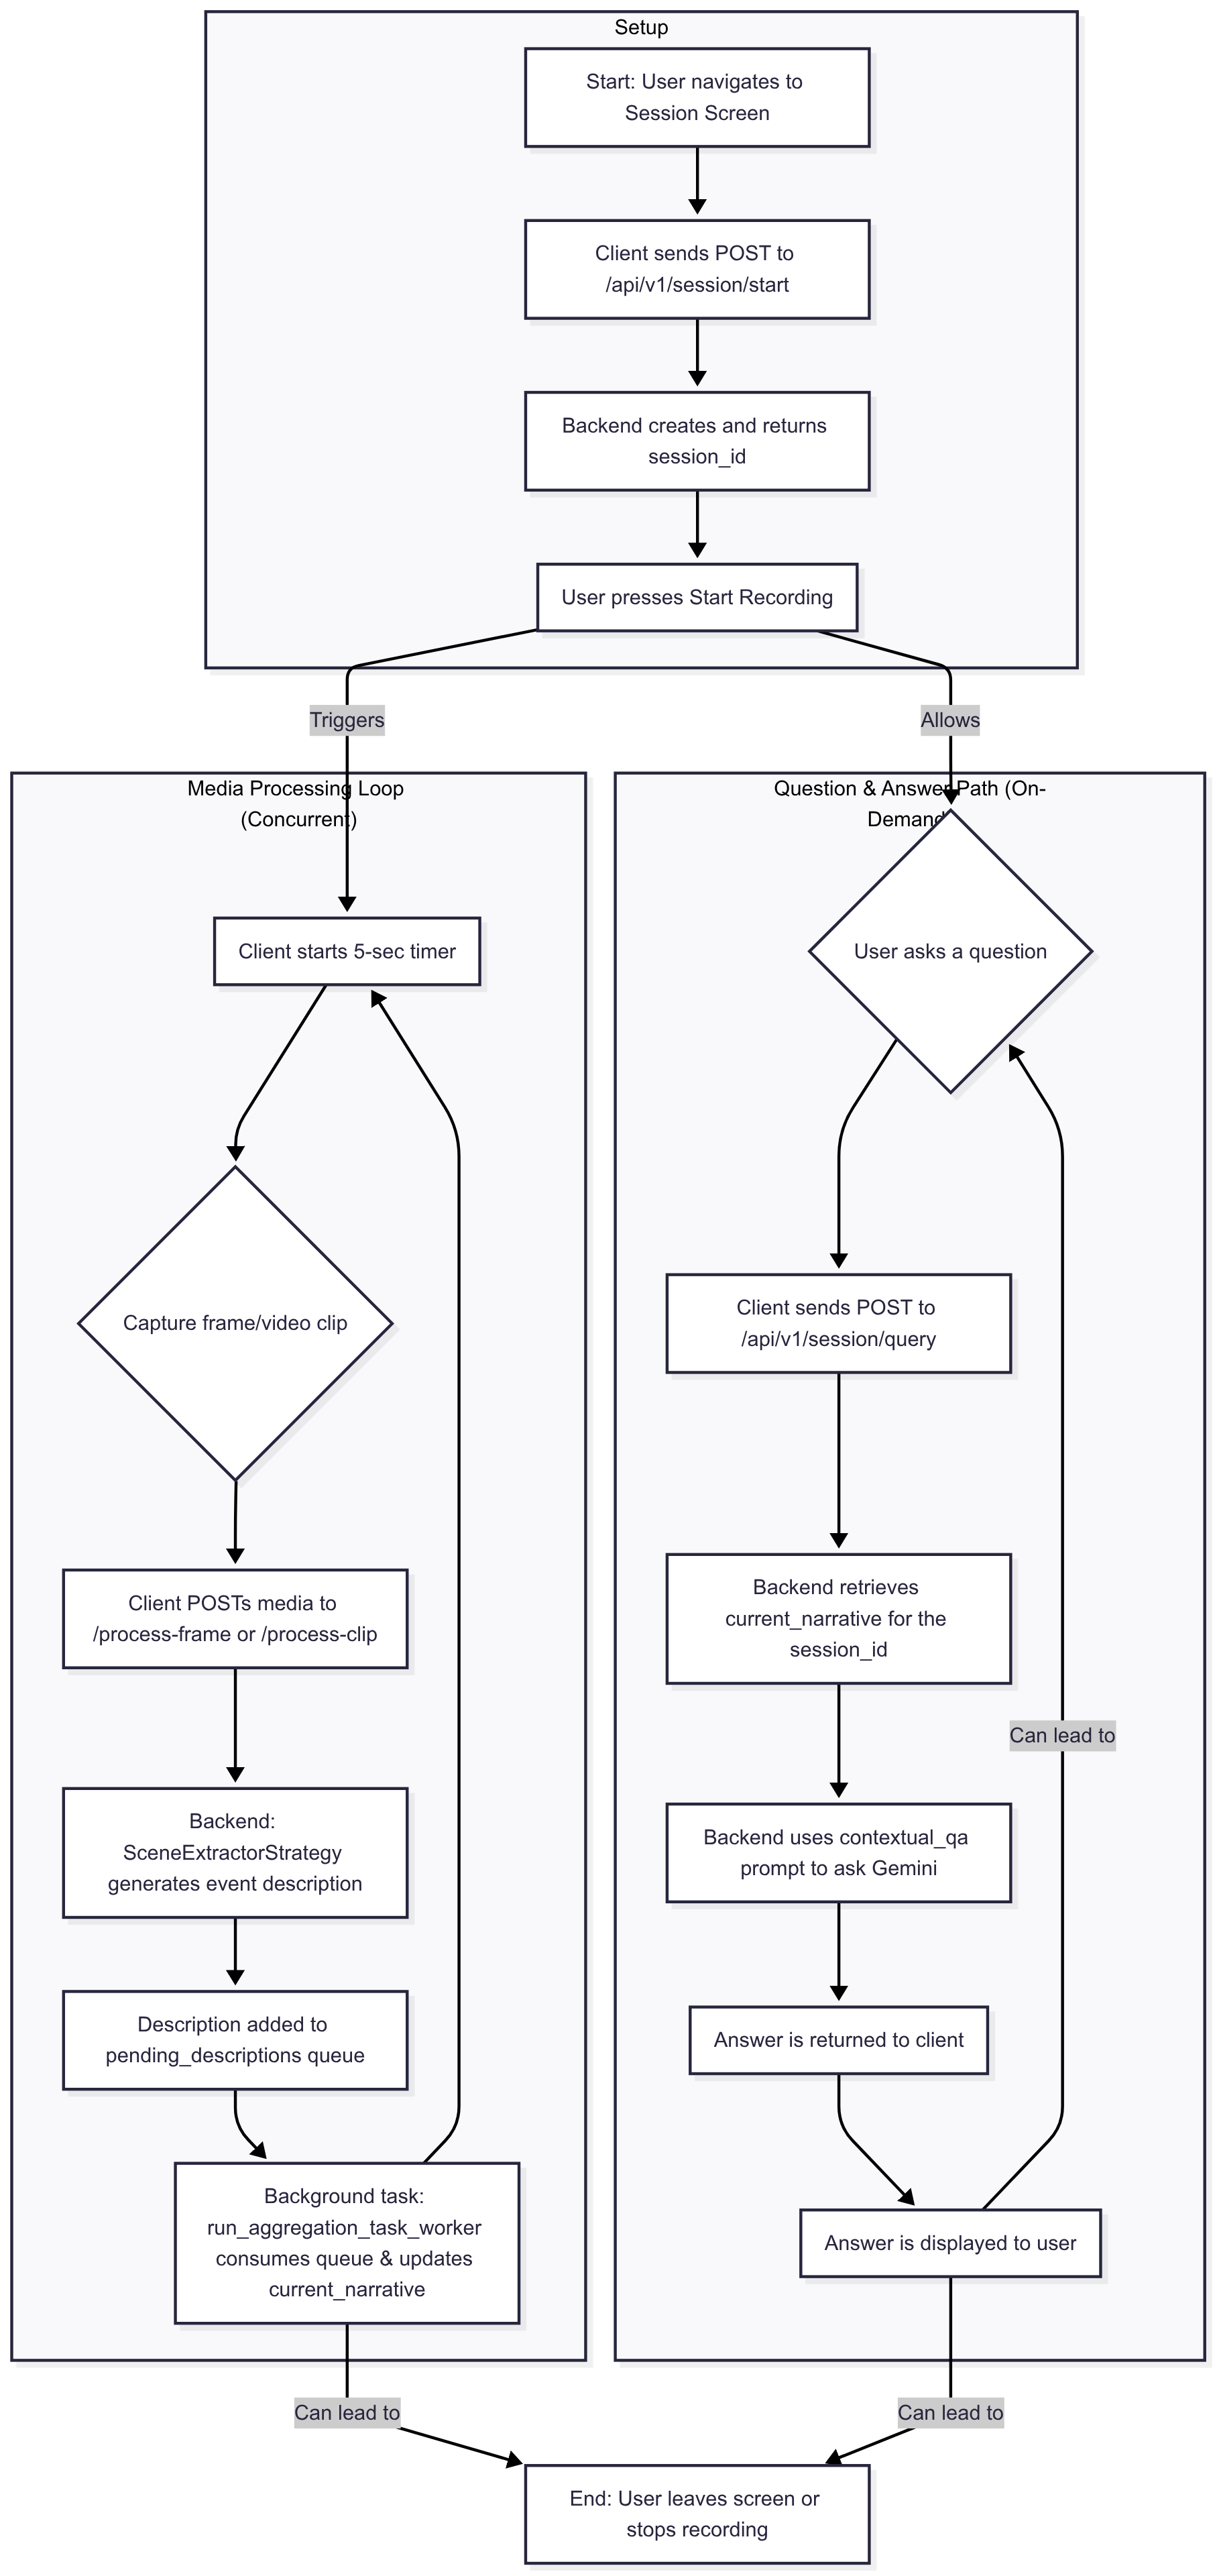 Setup
Start: User navigates to
Session Screen
Client sends POST to
/api/v1/session/start
Backend creates and returns
session_id
User presses Start Recording
Triggers
Allows
Media Processing Loop
(Concurrent)
Client starts 5-sec timer
Capture frame/video clip
Client POSTs media to
/process-frame or /process-clip
Backend:
SceneExtractorStrategy
generates event description
Description added to
pending_descriptions queue
Background task:
run_aggregation_task_worker
consumes queue & updates
current_narrative
Question & Answer Path (On-
Demand
User asks a question
Client sends POST to
/api/v1/session/query
Backend retrieves
current_narrative for the
session_id
Can lead to
Backend uses contextual_qa
prompt to ask Gemini
Answer is returned to client
Answer is displayed to user
Can lead to
Can lead to
End: User leaves screen or
stops recording